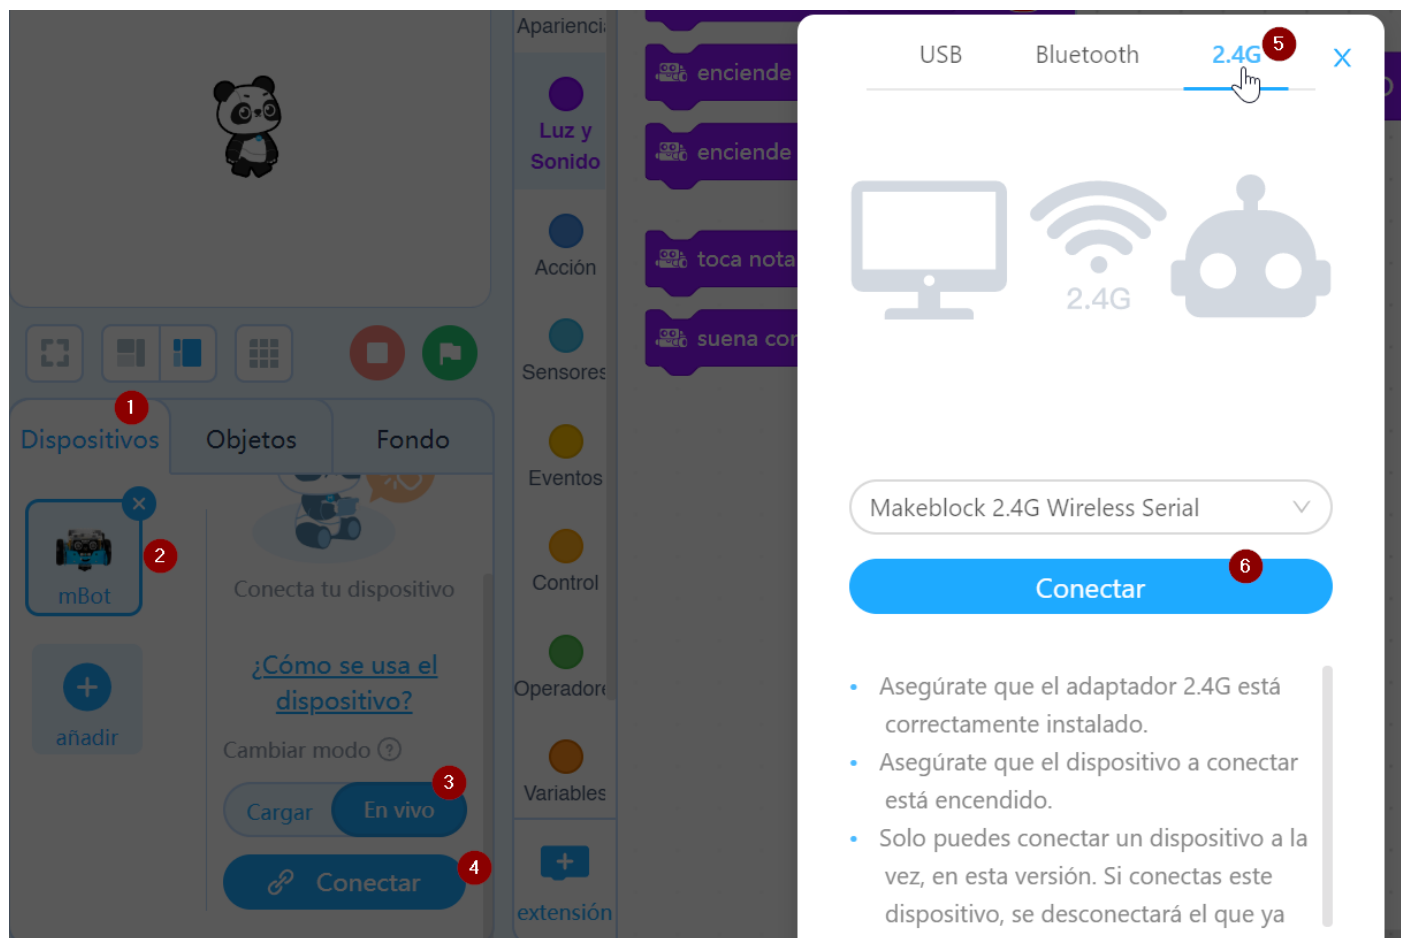 Apariencia
Luz y
Sonido
Acción
Sensores
Eventos
Control
Operadore
Variables
extensión
enciende
enciende
toca nota
suena con
1
Dispositivos
Objetos
Fondo
2
mBot
añadir
Conecta tu dispositivo
¿Cómo se usa el
dispositivo?
Cambiar modo ?
3
Cargar
En vivo
4
Conectar
USB
Bluetooth
2.4G
5
X
2.4G
Makeblock 2.4G Wireless Serial
6
Conectar
• Asegúrate que el adaptador 2.4G está
correctamente instalado.
• Asegúrate que el dispositivo a conectar
está encendido.
• Solo puedes conectar un dispositivo a la
vez, en esta versión. Si conectas este
dispositivo, se desconectará el que ya